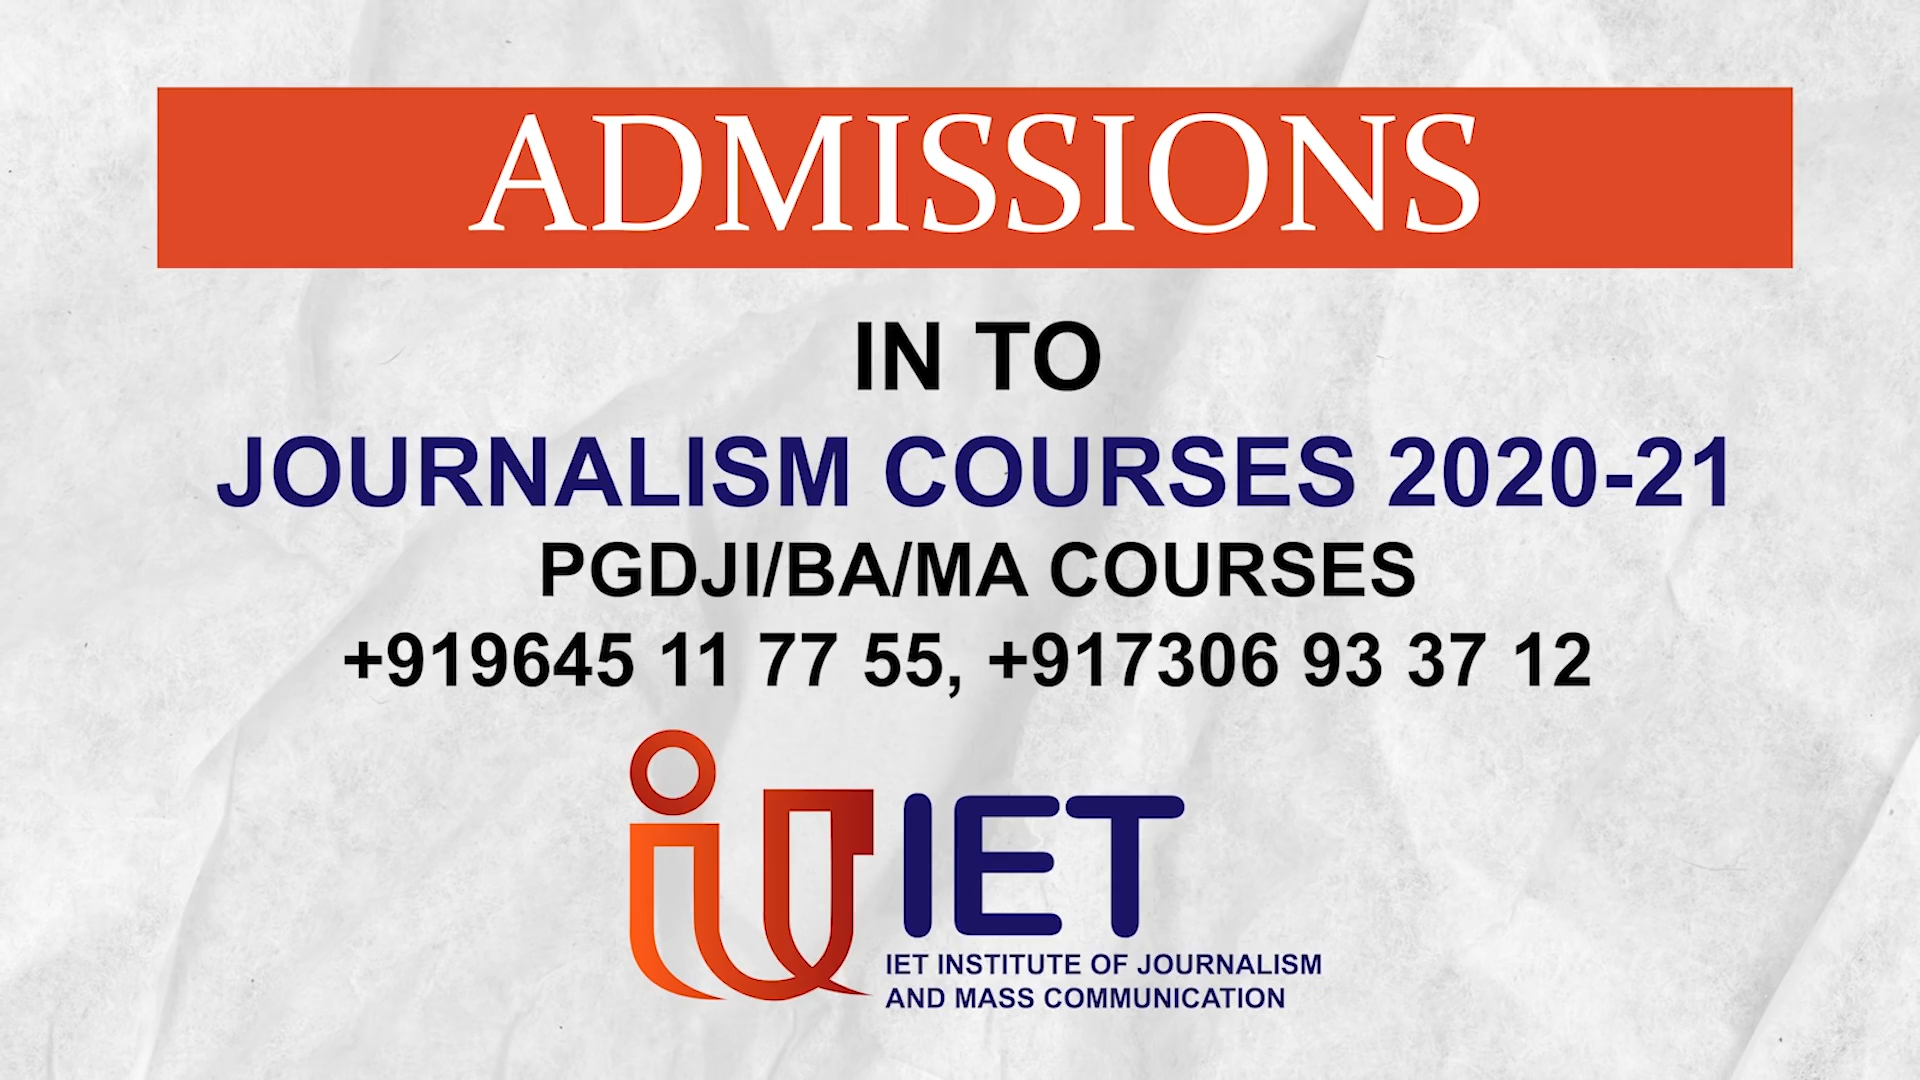 ADMISSIONS
IN TO
JOURNALISM COURSES 2020-21
PGDJI/BA/MA COURSES
+919645 11 77 55, +917306 93 37 12
IET
IET INSTITUTE OF JOURNALISM
AND MASS COMMUNICATION